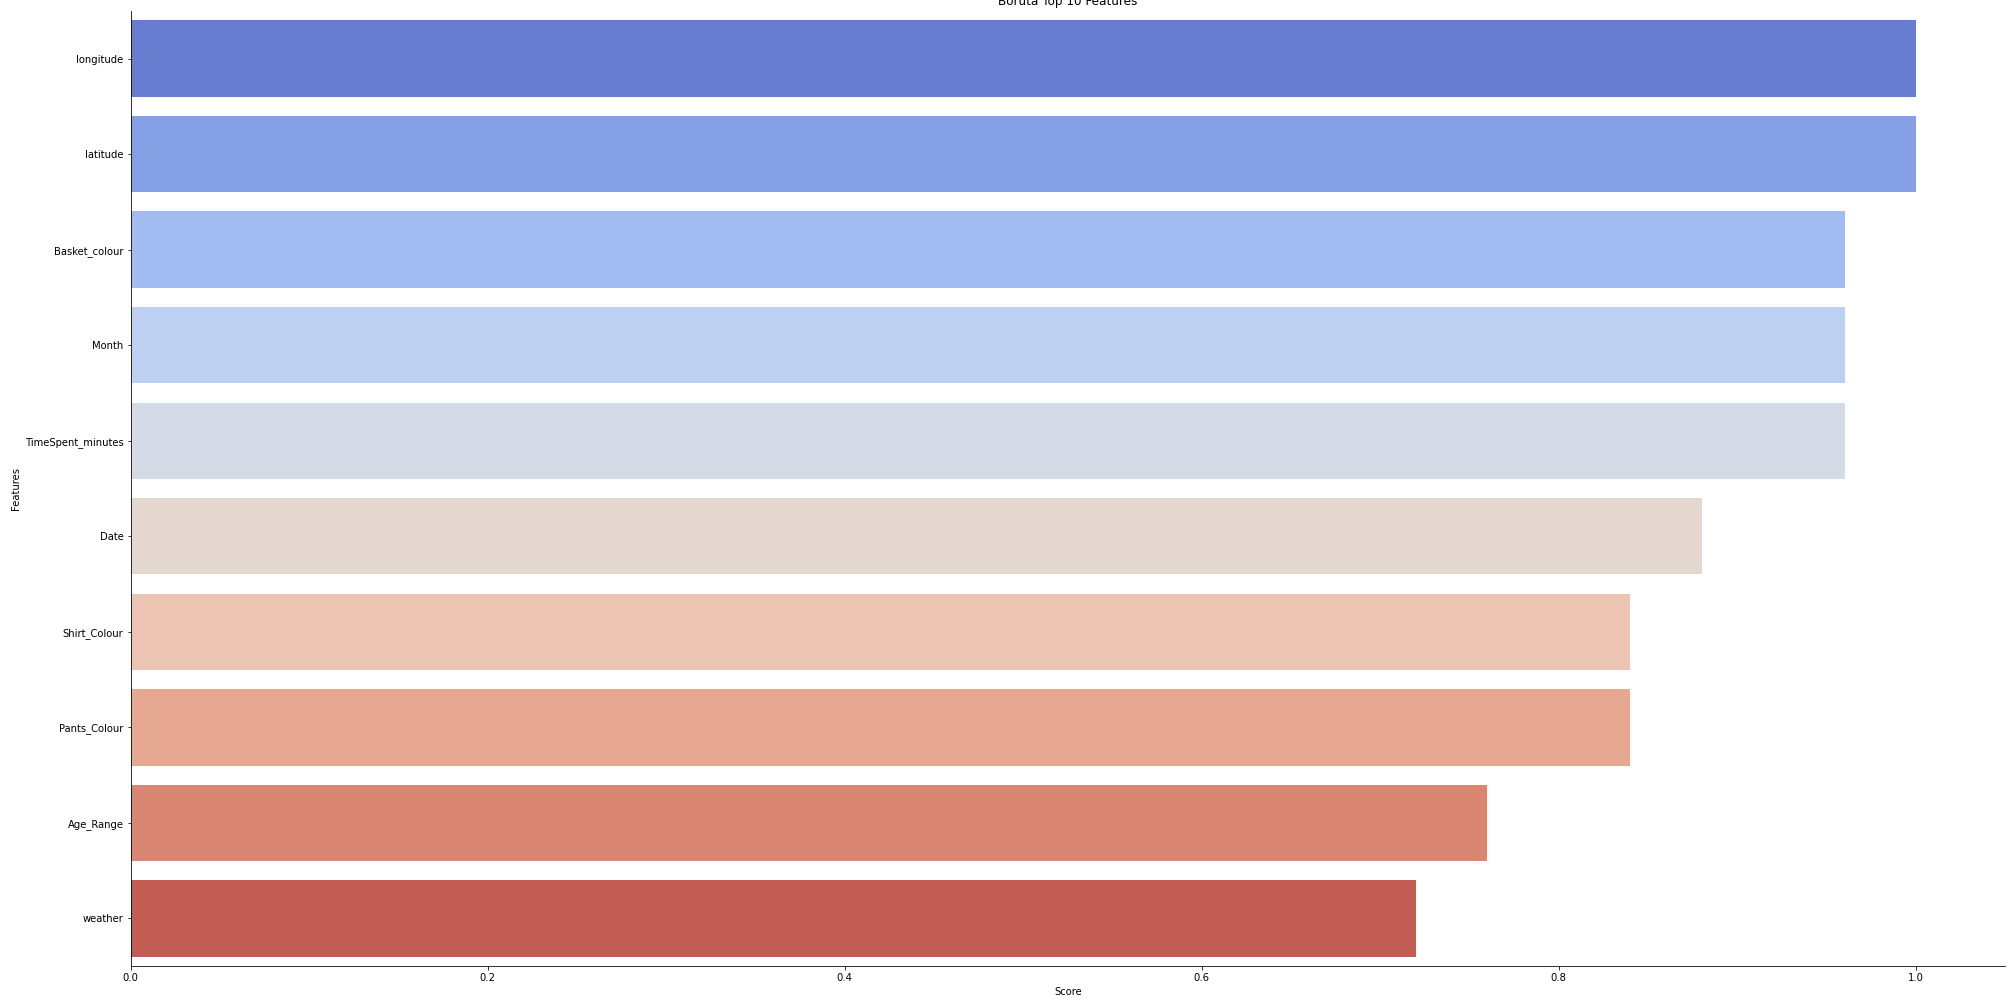 Boruta Top 10 Features
longitude
latitude
Basket_colour
Month
TimeSpent_minutes
Features
Date
Shirt_Colour
Pants_Colour
Age_Range
weather
0.0 0.2 0.4 0.6 0.8 1.0
Score